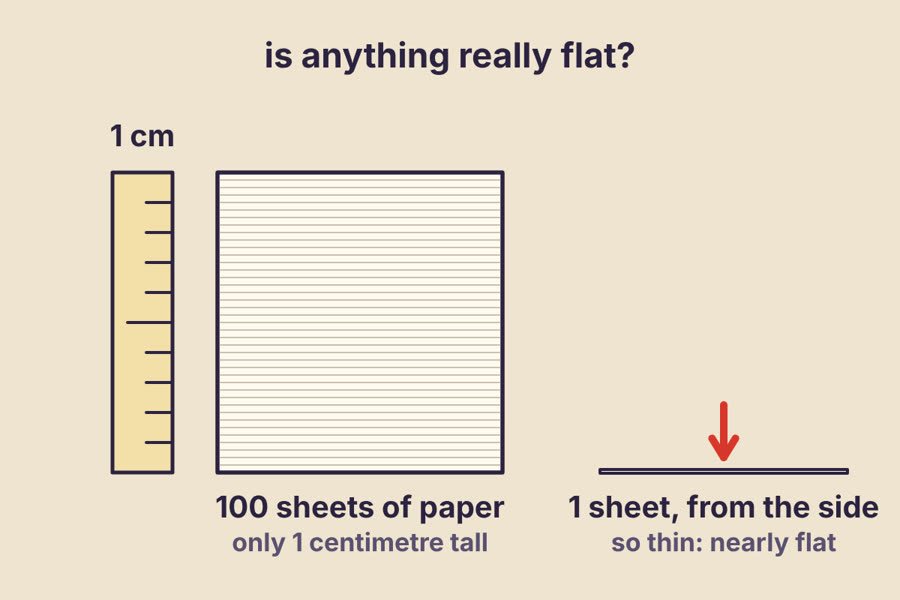 is anything really flat?
1 cm
100 sheets of paper
only 1 centimetre tall
1 sheet, from the side
so thin: nearly flat